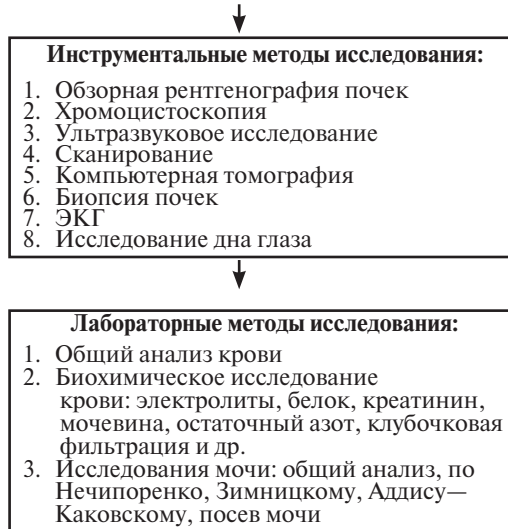 Инструментальные методы исследования:
1. Обзорная рентгенография почек
2. Хромоцистоскопия
3. Ультразвуковое исследование
4. Сканирование
5. Компьютерная томография
6. Биопсия почек
7. ЭКГ
8. Исследование дна глаза
Лабораторные методы исследования:
1. Общий анализ крови
2. Биохимическое исследование
крови: электролиты, белок, креатинин,
мочевина, остаточный азот, клубочковая
фильтрация и др.
3. Исследования мочи: общий анализ, по
Нечипоренко, Зимницкому, Аддису—
Каковскому, посев мочи